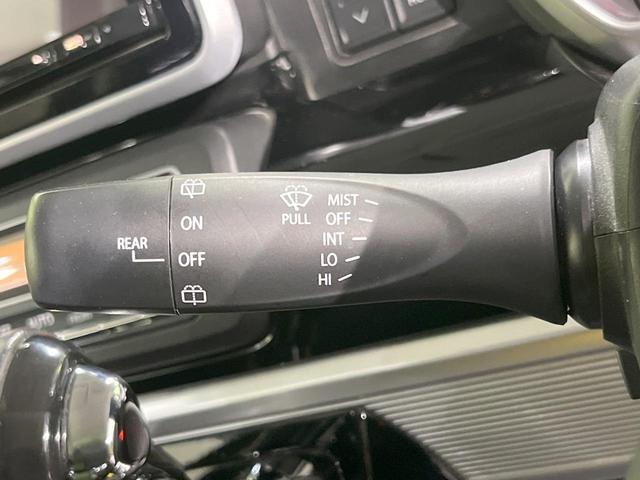 REAR
ON
OFF
PULL
MIST
OFF
INT
LO
HI